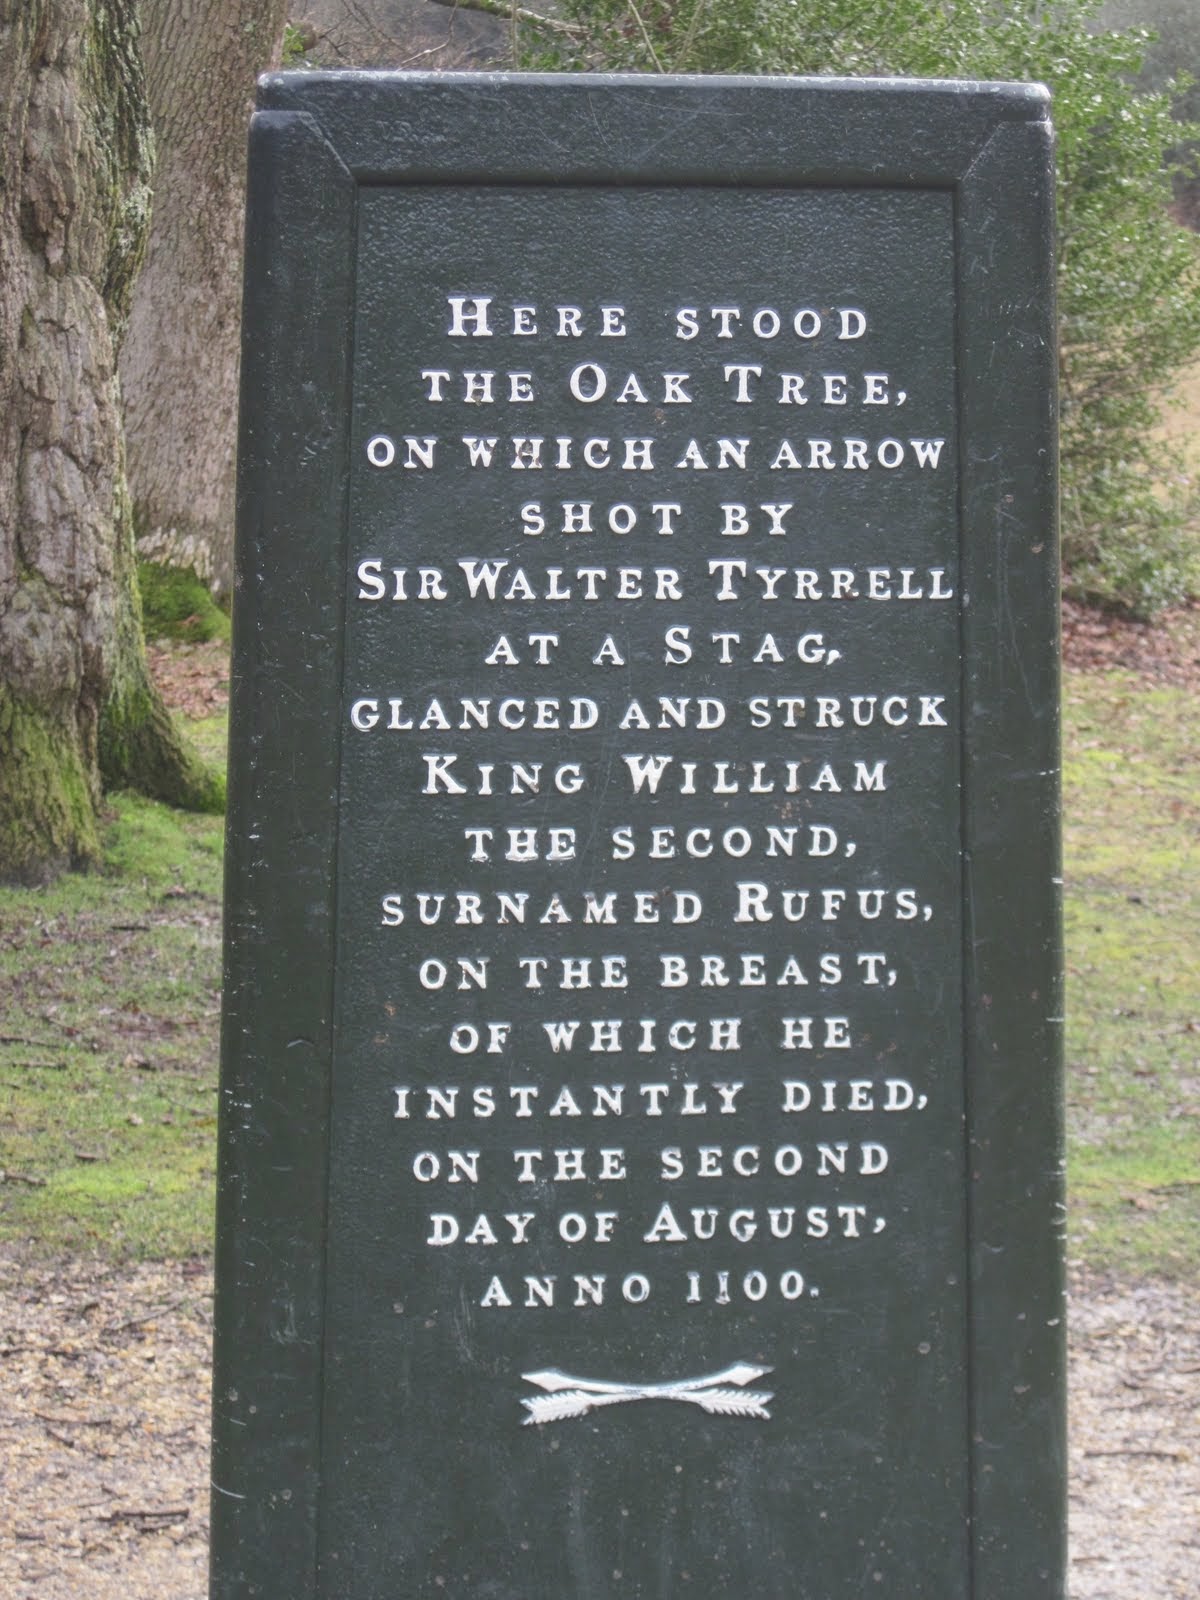 HERE STOOD
THE OAK TREE,
ON WHICH AN ARROW
SHOT BY
SIR WALTER TYRRELL
AT A STAG,
GLANCED AND STRUCK
KING WILLIAM
THE SECOND,
SURNAMED RUFUS,
ON THE BREAST,
OF WHICH HE
INSTANTLY DIED,
ON THE SECOND
DAY OF AUGUST,
ANNO 1100.